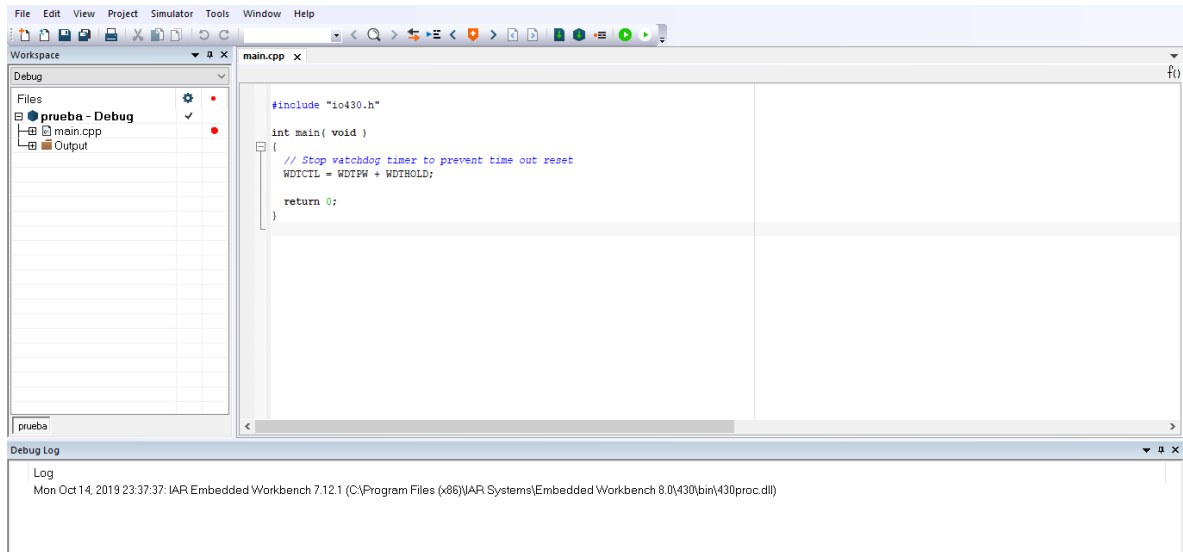 File Edit View Project Simulator Tools Window Help
Workspace
main.cpp x
Debug
f()
Files
prueba - Debug
main.cpp
Output
#include "io430.h"
int main( void )
{
// Stop watchdog timer to prevent time out reset
WDTCTL = WDTPW + WDTHOLD;
return 0;
}
prueba
Debug Log
Log
Mon Oct 14, 2019 23:37:37: IAR Embedded Workbench 7.12.1 (C:\Program Files (x86)\IAR Systems\Embedded Workbench 8.0\430\bin\430proc.dll)